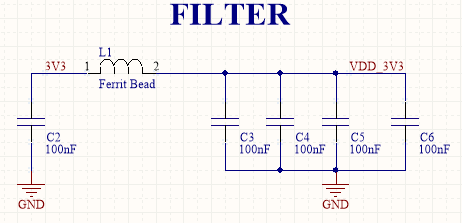 FILTER
3V3
1
L1
2
Ferrit Bead
VDD_3V3
C2
100nF
C3
100nF
C4
100nF
C5
100nF
C6
100nF
GND
GND